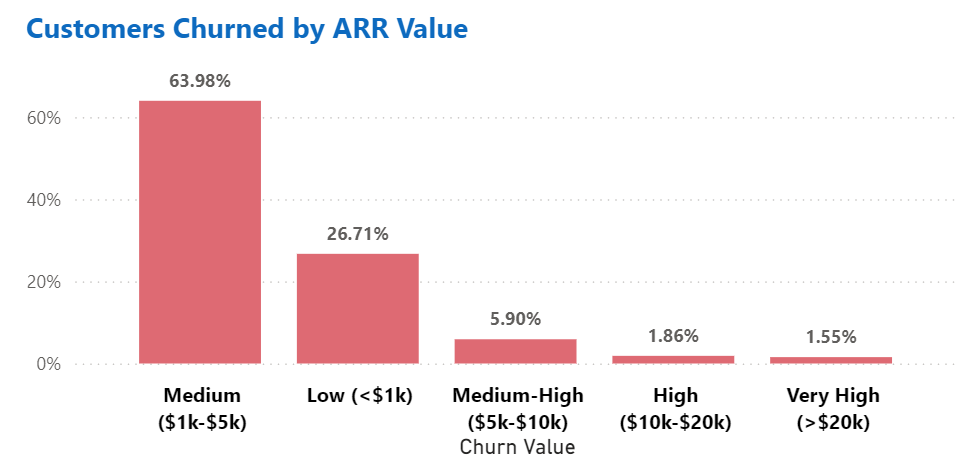 Customers Churned by ARR Value
63.98%
60%
40%
26.71%
20%
5.90%
1.86%
1.55%
0%
Medium
($1k-$5k)
Low (<$1k)
Medium-High
($5k-$10k)
High
($10k-$20k)
Very High
(>$20k)
Churn Value